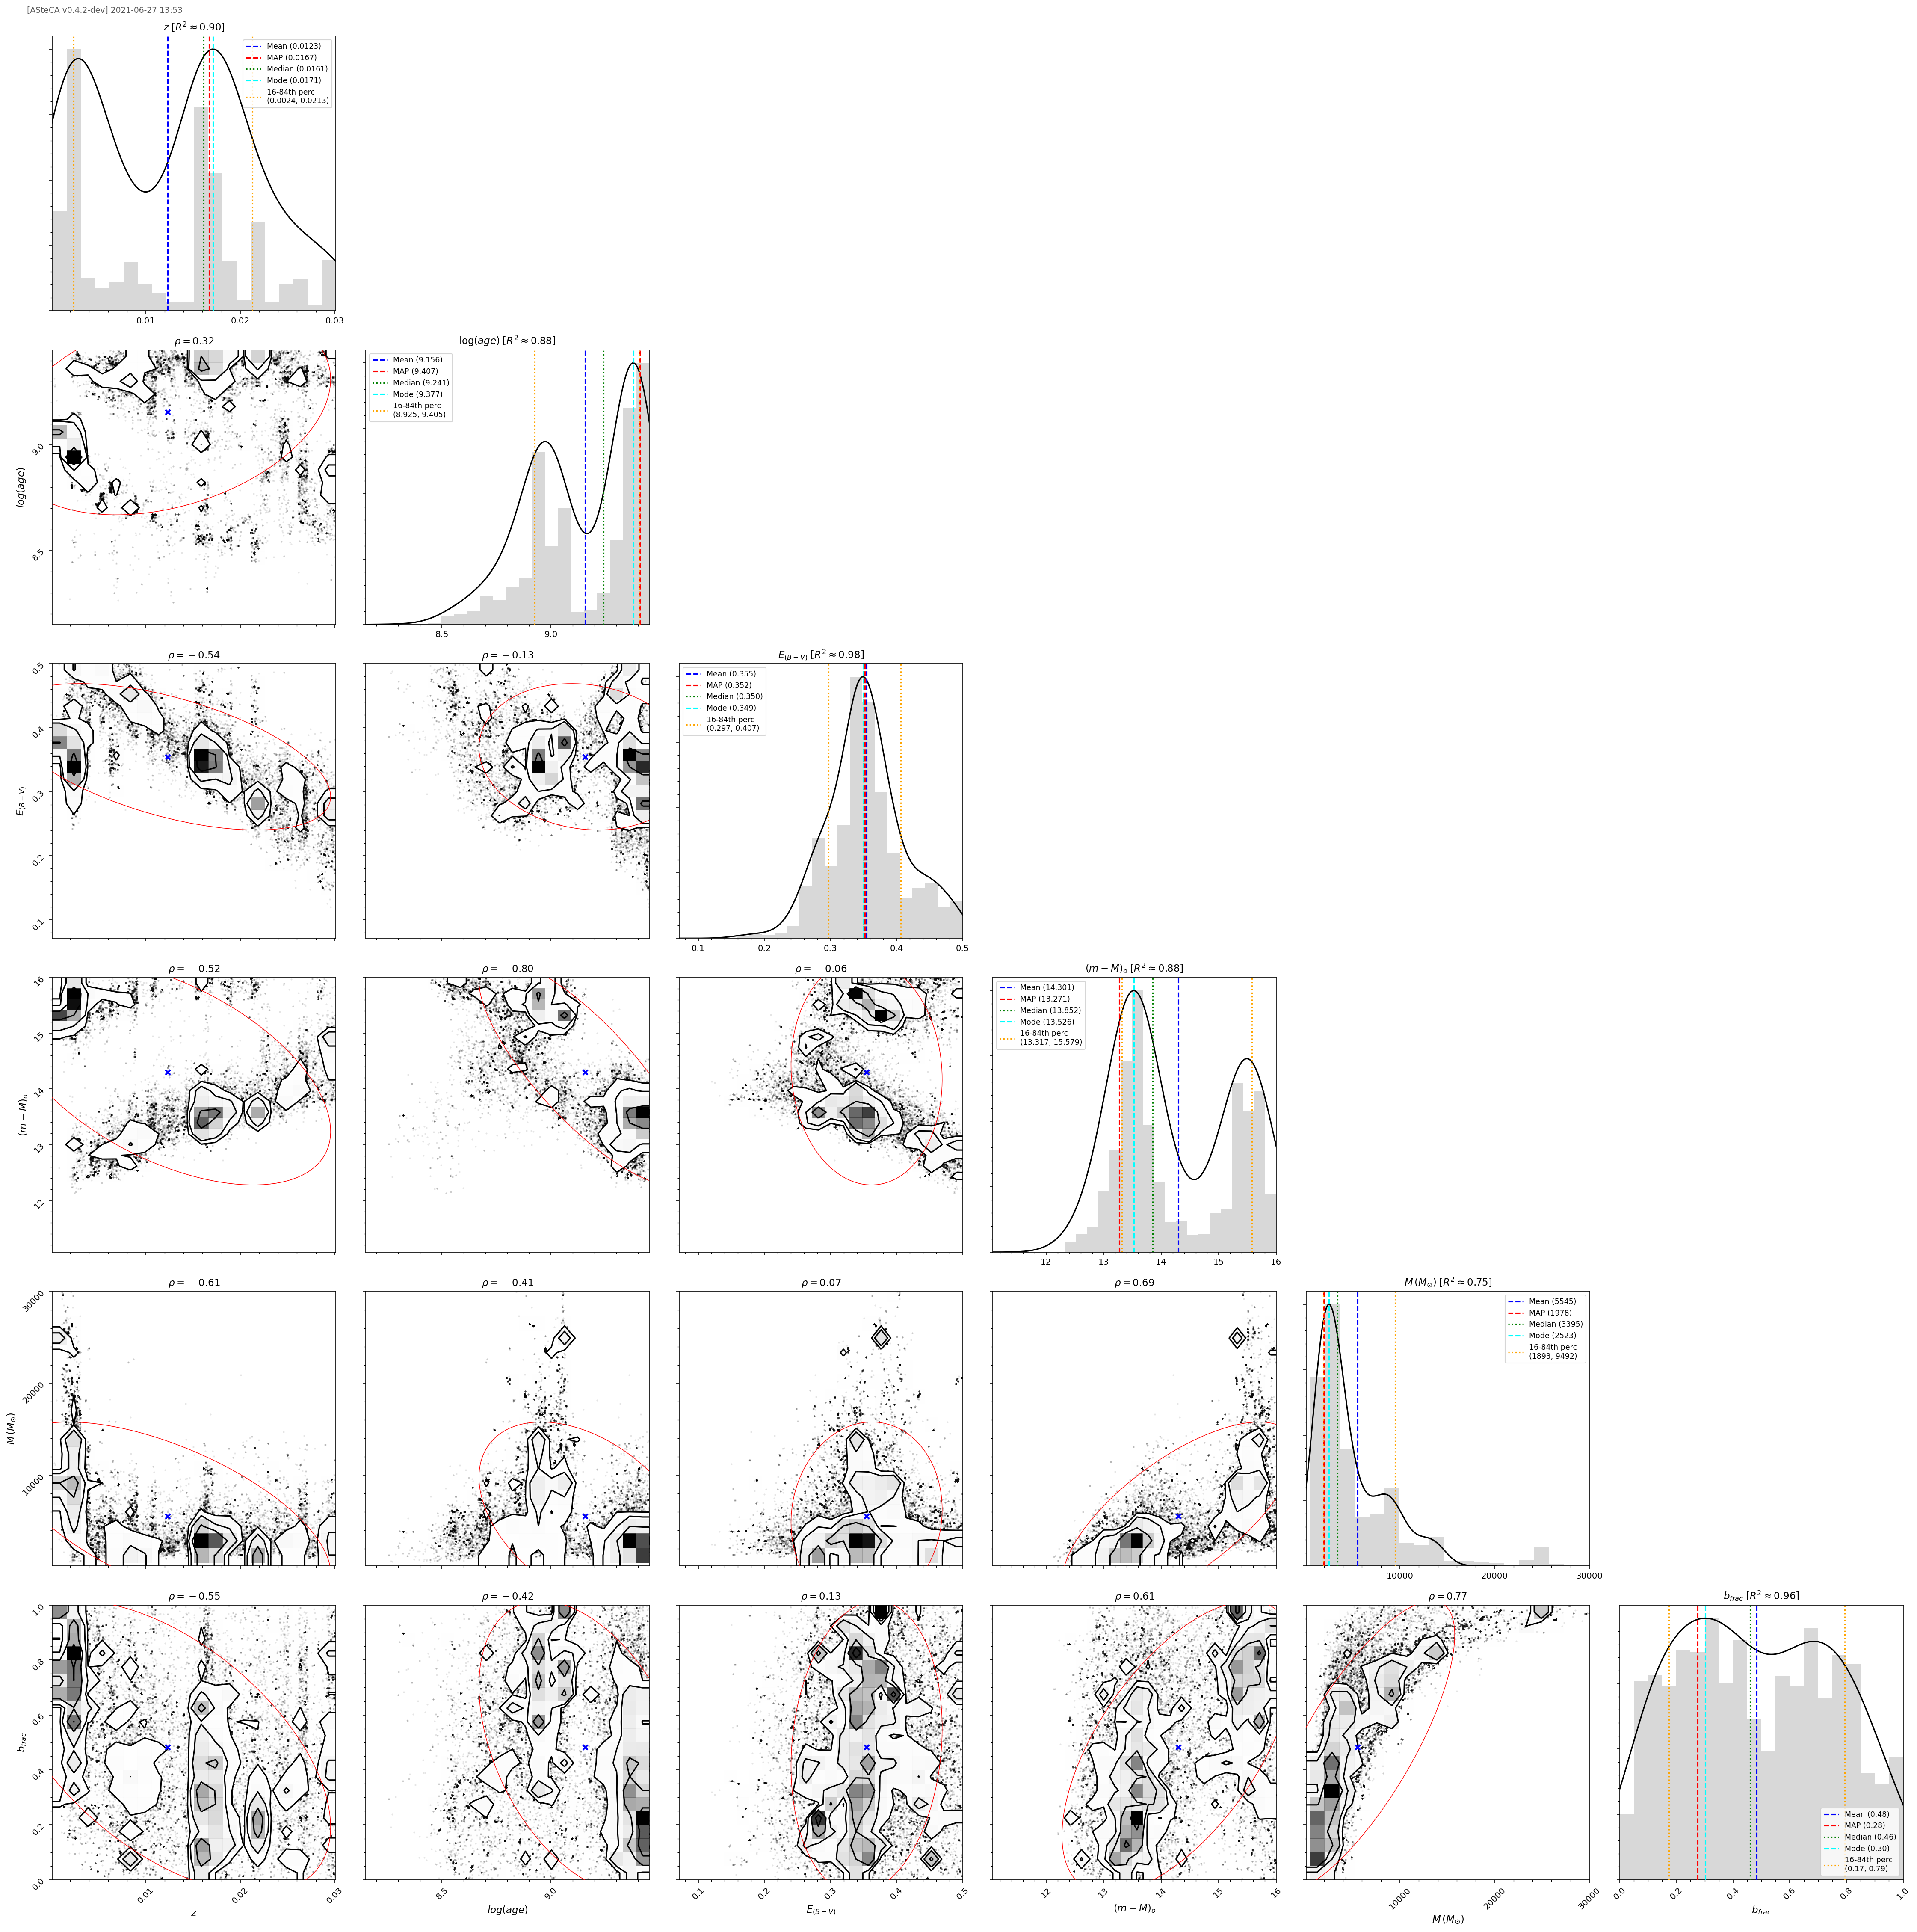 [ASteCA v0.4.2-dev] 2021-06-27 13:53
z [R² ≈ 0.90]
Mean (0.0123)
MAP (0.0167)
Median (0.0161)
Mode (0.0171)
16-84th perc
(0.0024, 0.0213)
0.01 0.02 0.03
ρ = 0.32
log(age) [R² ≈ 0.88]
Mean (9.156)
MAP (9.407)
Median (9.241)
Mode (9.377)
16-84th perc
(8.925, 9.405)
log(age)
9.0
8.5
8.5 9.0
ρ = −0.54
ρ = −0.13
E(B−V) [R² ≈ 0.98]
Mean (0.355)
MAP (0.352)
Median (0.350)
Mode (0.349)
16-84th perc
(0.297, 0.407)
E(B−V)
0.5
0.4
0.3
0.2
0.1
0.1 0.2 0.3 0.4 0.5
ρ = −0.52
ρ = −0.80
ρ = −0.06
(m − M)o [R² ≈ 0.88]
Mean (14.301)
MAP (13.271)
Median (13.852)
Mode (13.526)
16-84th perc
(13.317, 15.579)
(m − M)o
16
15
14
13
12
12 13 14 15 16
ρ = −0.61
ρ = −0.41
ρ = 0.07
ρ = 0.69
M (M⊙) [R² ≈ 0.75]
Mean (5545)
MAP (1978)
Median (3395)
Mode (2523)
16-84th perc
(1893, 9492)
M (M⊙)
30000
20000
10000
10000 20000 30000
ρ = −0.55
ρ = −0.42
ρ = 0.13
ρ = 0.61
ρ = 0.77
bfrac [R² ≈ 0.96]
Mean (0.48)
MAP (0.28)
Median (0.46)
Mode (0.30)
16-84th perc
(0.17, 0.79)
bfrac
1.0
0.8
0.6
0.4
0.2
0.0
0.01 0.02 0.03
z
8.5 9.0
log(age)
0.1 0.2 0.3 0.4 0.5
E(B−V)
12 13 14 15 16
(m − M)o
10000 20000 30000
M (M⊙)
0.0 0.2 0.4 0.6 0.8 1.0
bfrac